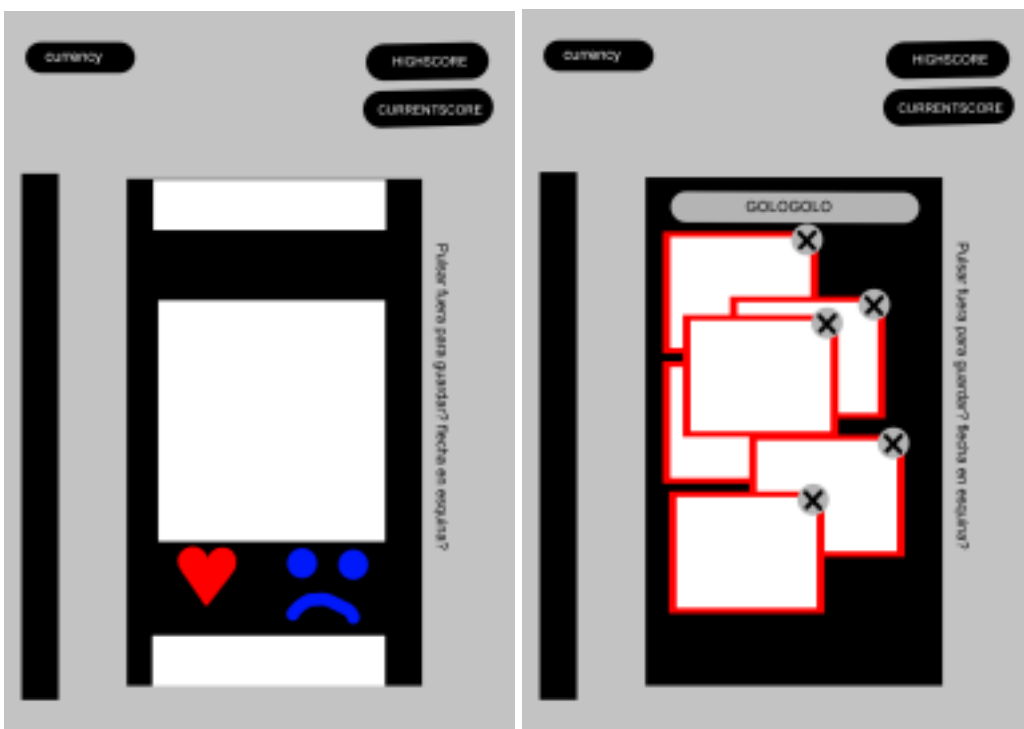 currency
HIGHSCORE
CURRENTSCORE
Pulsar fuera para guardar? flecha en esquina?
currency
HIGHSCORE
CURRENTSCORE
GOLOGOLO
Pulsar fuera para guardar? flecha en esquina?